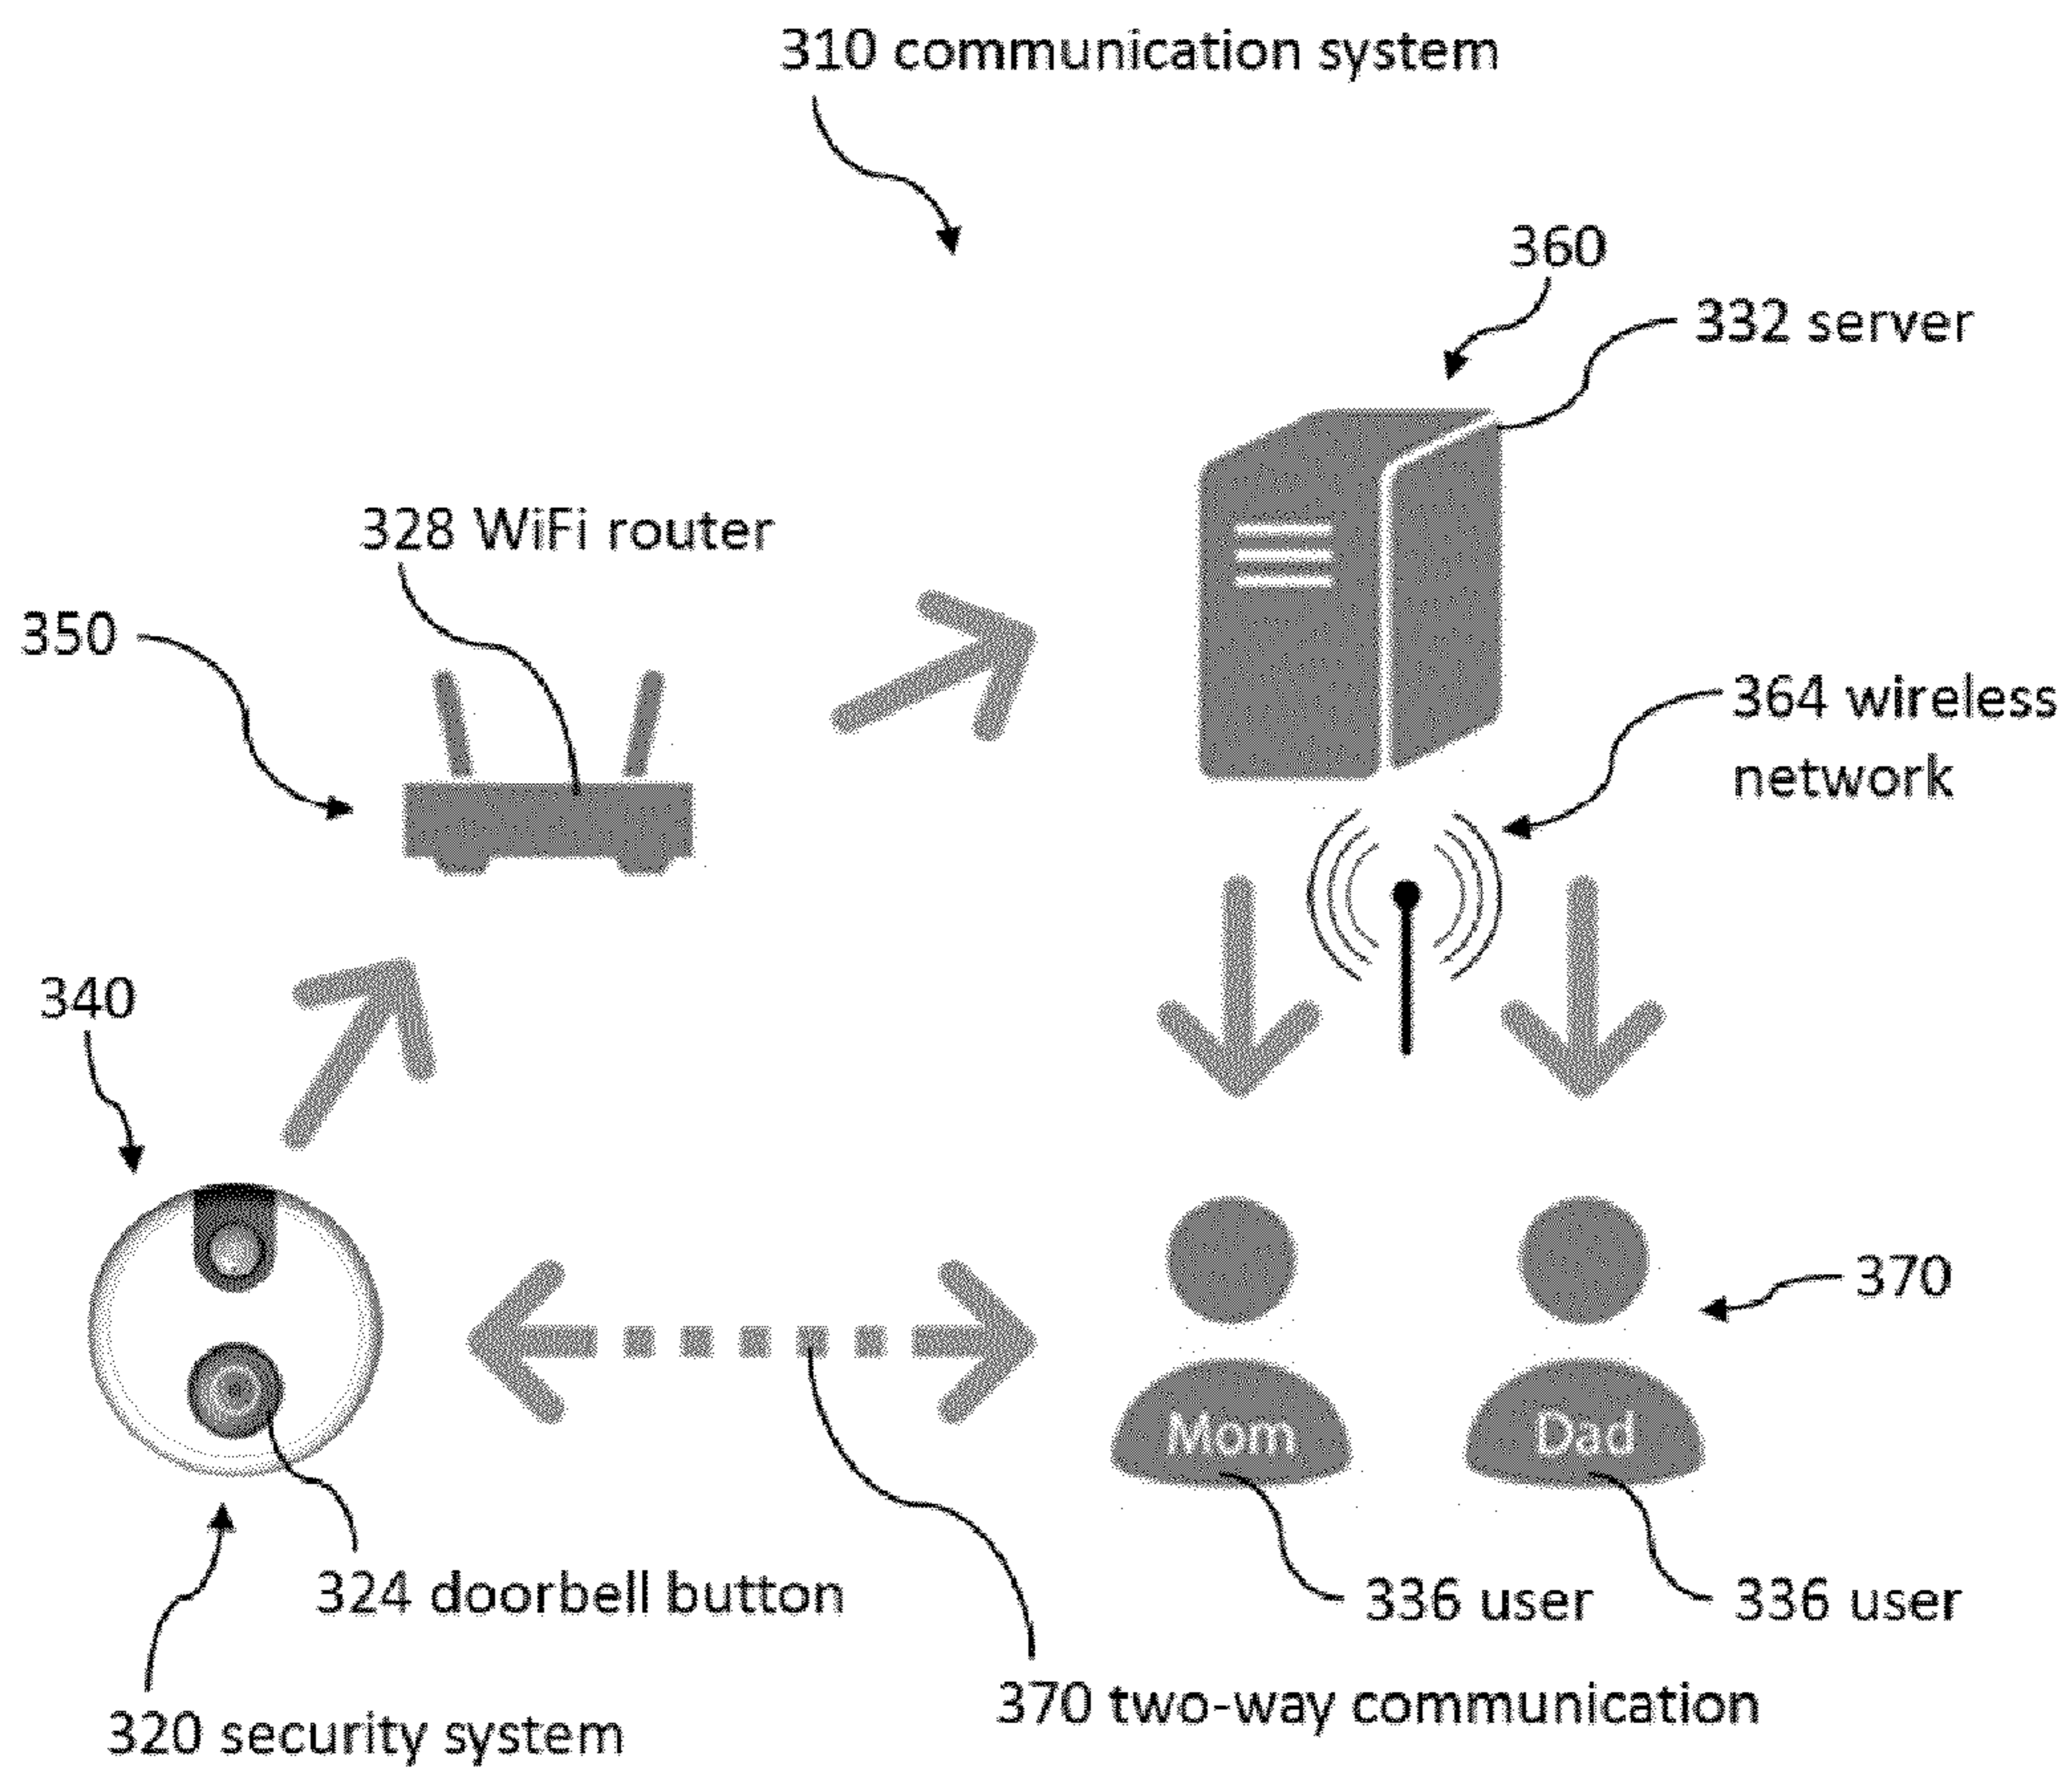 310 communication system
360
332 server
328 WiFi router
350
364 wireless
network
340
370
Mom
Dad
324 doorbell button
336 user
336 user
370 two-way communication
320 security system